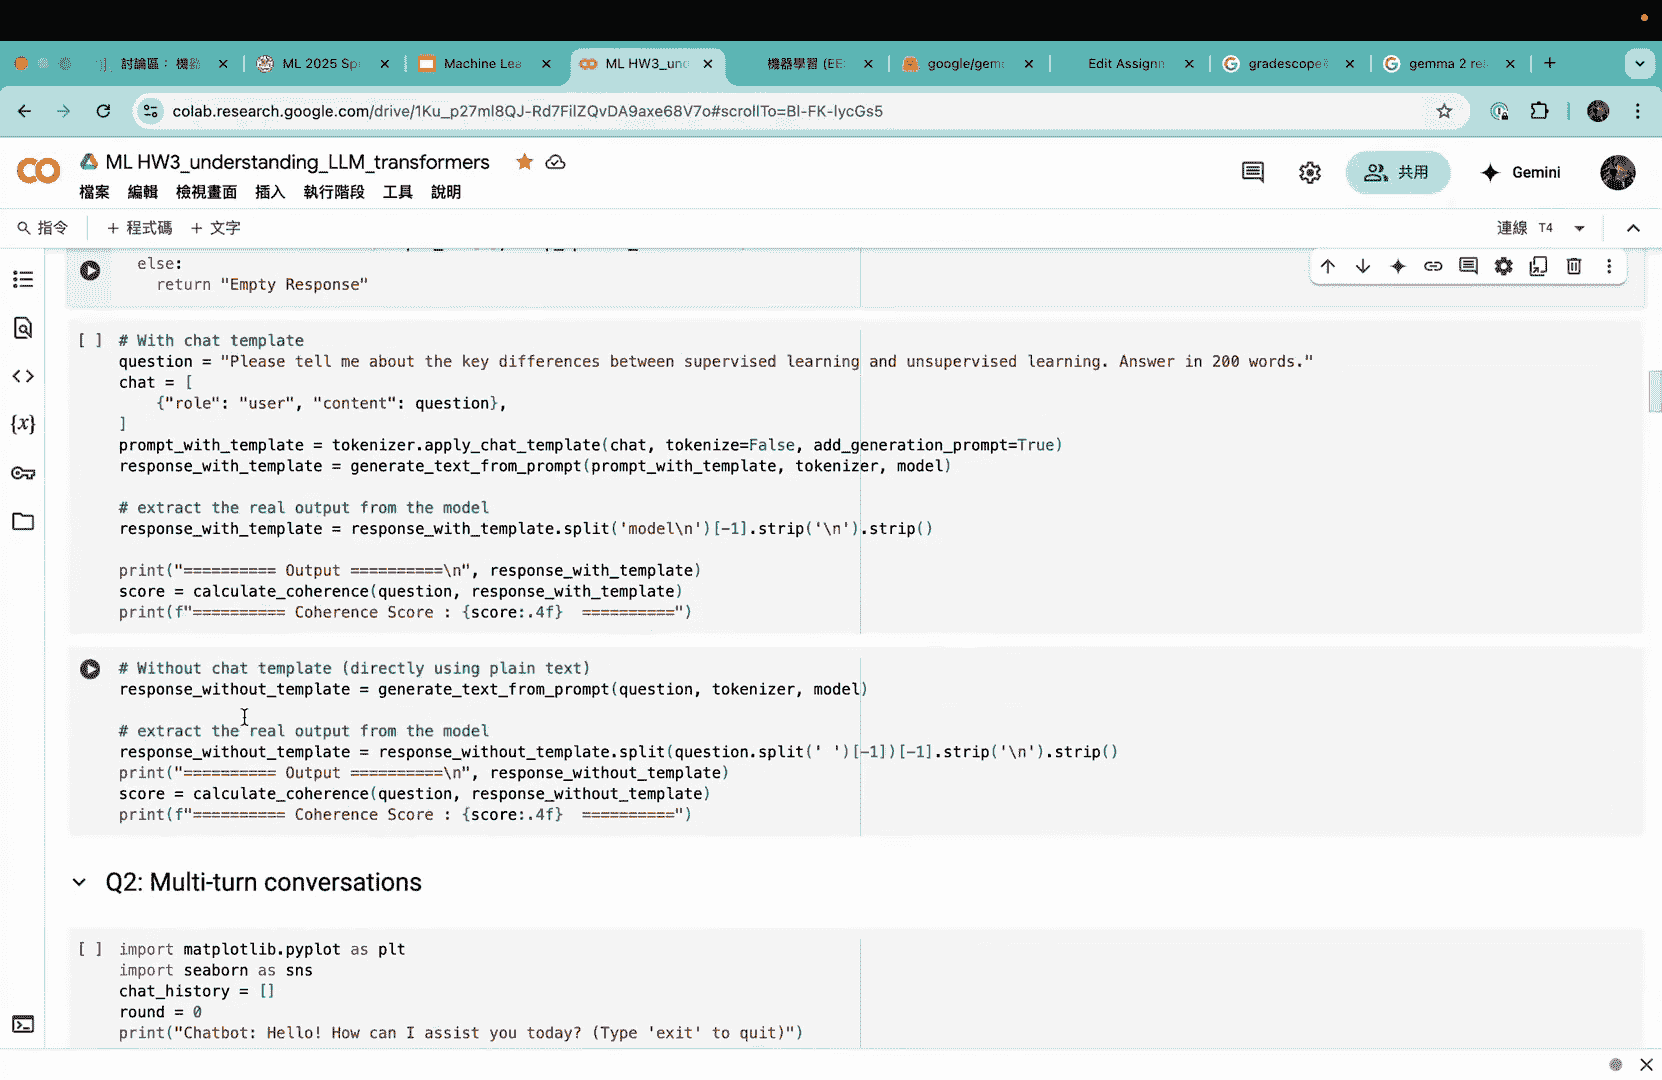 討論區： 機器
ML 2025 Sp
Machine Lea
ML HW3_und
機器學習 (EE
google/gem
Edit Assignm
gradescope
gemma 2 re
colab.research.google.com/drive/1Ku_p27ml8QJ-Rd7FilZQvDA9axe68V7o#scrollTo=Bl-FK-lycGs5
ML HW3_understanding_LLM_transformers
共用
Gemini
檔案 編輯 檢視畫面 插入 執行階段 工具 說明
指令 + 程式碼 + 文字
連線 T4
else:
return "Empty Response"
[ ] # With chat template
question = "Please tell me about the key differences between supervised learning and unsupervised learning. Answer in 200 words."
chat = [
{"role": "user", "content": question},
]
prompt_with_template = tokenizer.apply_chat_template(chat, tokenize=False, add_generation_prompt=True)
response_with_template = generate_text_from_prompt(prompt_with_template, tokenizer, model)
# extract the real output from the model
response_with_template = response_with_template.split('model\n')[-1].strip('\n').strip()
print("========== Output ==========\n", response_with_template)
score = calculate_coherence(question, response_with_template)
print(f"========== Coherence Score : {score:.4f}  ==========")
# Without chat template (directly using plain text)
response_without_template = generate_text_from_prompt(question, tokenizer, model)
# extract the real output from the model
response_without_template = response_without_template.split(question.split(' ')[-1])[-1].strip('\n').strip()
print("========== Output ==========\n", response_without_template)
score = calculate_coherence(question, response_without_template)
print(f"========== Coherence Score : {score:.4f}  ==========")
Q2: Multi-turn conversations
[ ] import matplotlib.pyplot as plt
import seaborn as sns
chat_history = []
round = 0
print("Chatbot: Hello! How can I assist you today? (Type 'exit' to quit)")